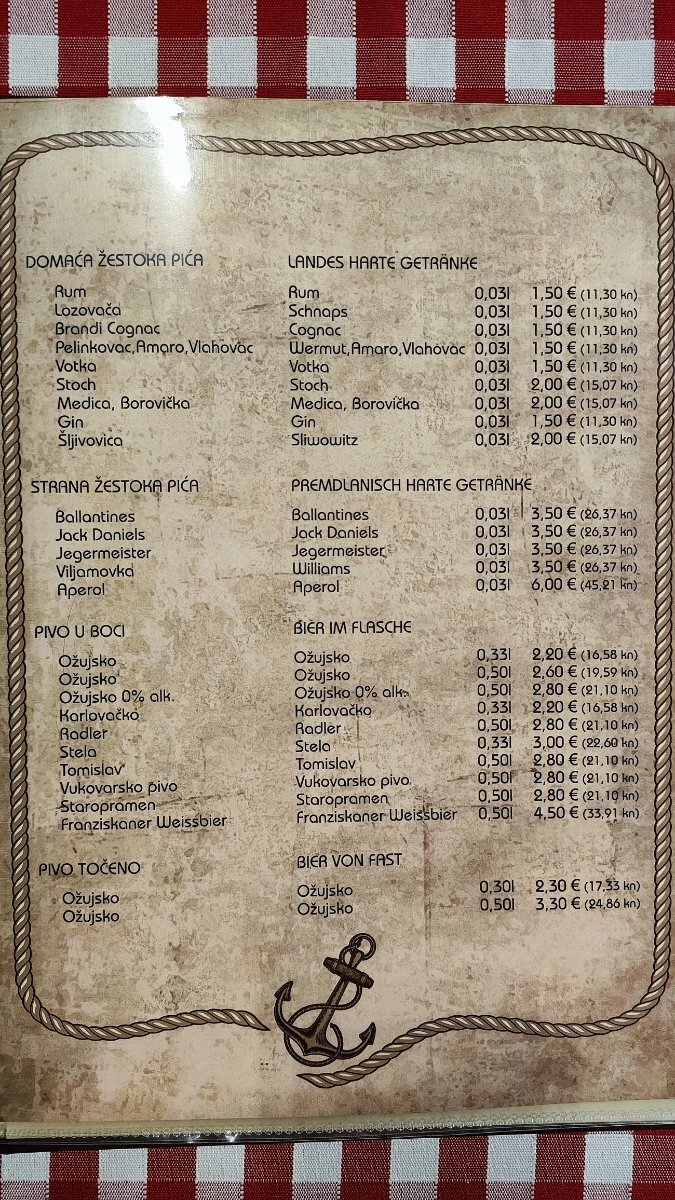 DOMAĆA ŽESTOKA PIĆA LANDES HARTE GETRÄNKE
Rum Rum 0,03l 1,50 € (11,30 kn)
Lozovača Schnaps 0,03l 1,50 € (11,30 kn)
Brandi Cognac Cognac 0,03l 1,50 € (11,30 kn)
Pelinkovac,Amaro,Vlahovac Wermut,Amaro,Vlahovac 0,03l 1,50 € (11,30 kn)
Votka Votka 0,03l 1,50 € (11,30 kn)
Stoch Stoch 0,03l 2,00 € (15,07 kn)
Medica, Borovička Medica, Borovička 0,03l 2,00 € (15,07 kn)
Gin Gin 0,03l 1,50 € (11,30 kn)
Šljivovica Sliwowitz 0,03l 2,00 € (15,07 kn)
STRANA ŽESTOKA PIĆA PREMDLANISCH HARTE GETRÄNKE
Ballantines Ballantines 0,03l 3,50 € (26,37 kn)
Jack Daniels Jack Daniels 0,03l 3,50 € (26,37 kn)
Jegermeister Jegermeister 0,03l 3,50 € (26,37 kn)
Viljamovka Williams 0,03l 3,50 € (26,37 kn)
Aperol Aperol 0,03l 6,00 € (45,21 kn)
PIVO U BOCI BIER IM FLASCHE
Ožujsko Ožujsko 0,33l 2,20 € (16,58 kn)
Ožujsko Ožujsko 0,50l 2,60 € (19,59 kn)
Ožujsko 0% alk. Ožujsko 0% alk. 0,50l 2,80 € (21,10 kn)
Karlovačko Karlovačko 0,33l 2,20 € (16,58 kn)
Radler Radler 0,50l 2,80 € (21,10 kn)
Stela Stela 0,33l 3,00 € (22,60 kn)
Tomislav Tomislav 0,50l 2,80 € (21,10 kn)
Vukovarsko pivo Vukovarsko pivo 0,50l 2,80 € (21,10 kn)
Staropramen Staropramen 0,50l 2,80 € (21,10 kn)
Franziskaner Weissbier Franziskaner Weissbier 0,50l 4,50 € (33,91 kn)
PIVO TOČENO BIER VON FAST
Ožujsko Ožujsko 0,30l 2,30 € (17,33 kn)
Ožujsko Ožujsko 0,50l 3,30 € (24,86 kn)